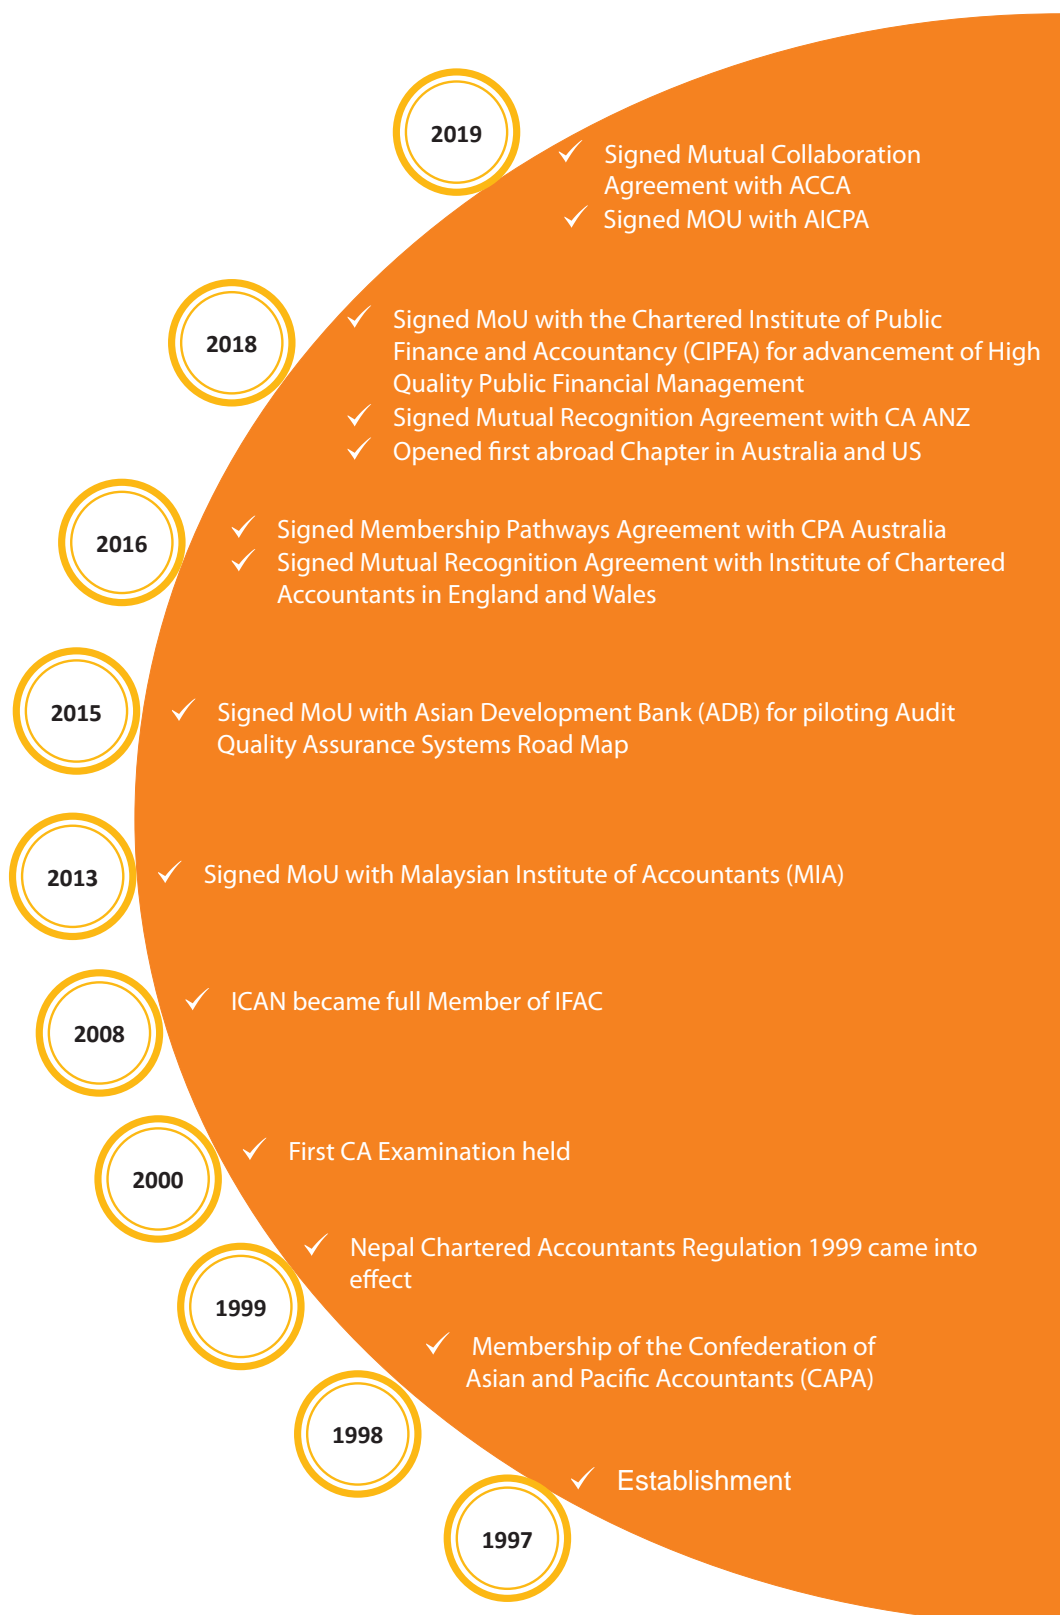 2019
Signed Mutual Collaboration
Agreement with ACCA
Signed MOU with AICPA
2018
Signed MoU with the Chartered Institute of Public
Finance and Accountancy (CIPFA) for advancement of High
Quality Public Financial Management
Signed Mutual Recognition Agreement with CA ANZ
Opened first abroad Chapter in Australia and US
2016
Signed Membership Pathways Agreement with CPA Australia
Signed Mutual Recognition Agreement with Institute of Chartered
Accountants in England and Wales
2015
Signed MoU with Asian Development Bank (ADB) for piloting Audit
Quality Assurance Systems Road Map
2013
Signed MoU with Malaysian Institute of Accountants (MIA)
2008
ICAN became full Member of IFAC
2000
First CA Examination held
1999
Nepal Chartered Accountants Regulation 1999 came into
effect
1998
Membership of the Confederation of
Asian and Pacific Accountants (CAPA)
1997
Establishment